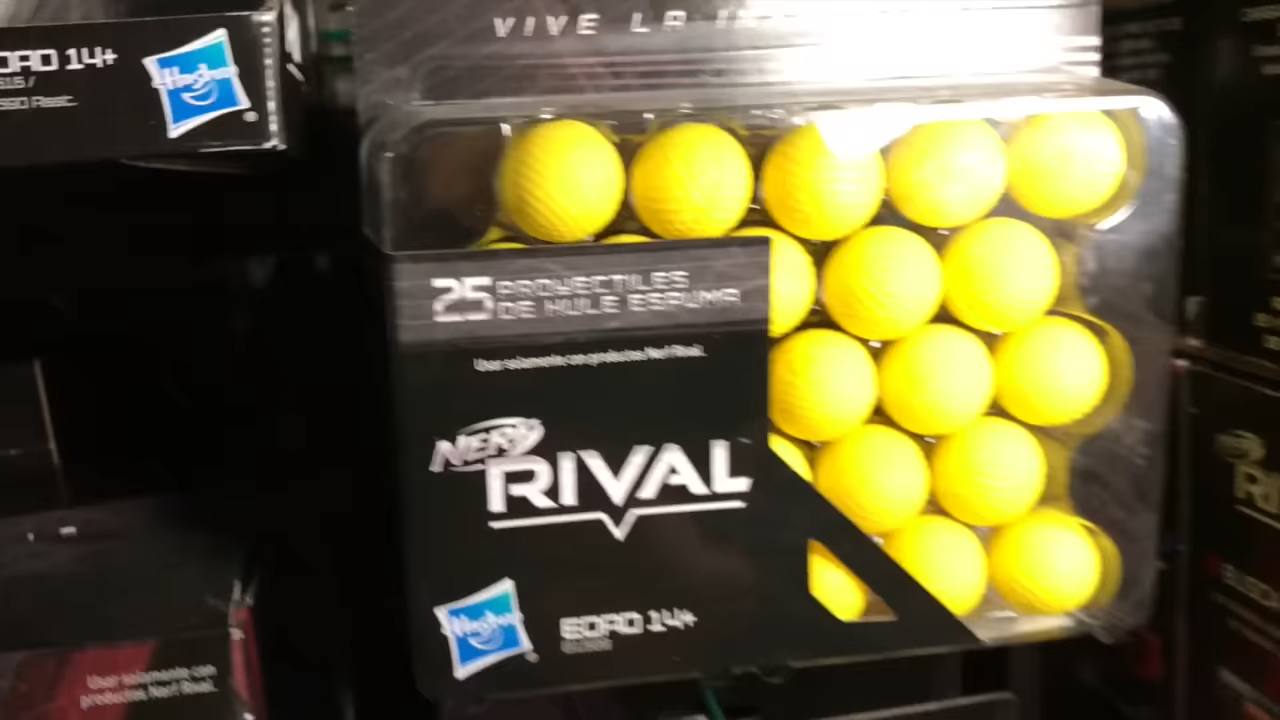 VIVE LA
EDAD 14+
Hasbro
25 PROYECTILES
DE HULE ESPUMA
Usar solamente con productos Nerf Rival.
NERF
RIVAL
Hasbro
EDAD 14+
Usar solamente con
productos Nerf Rival.